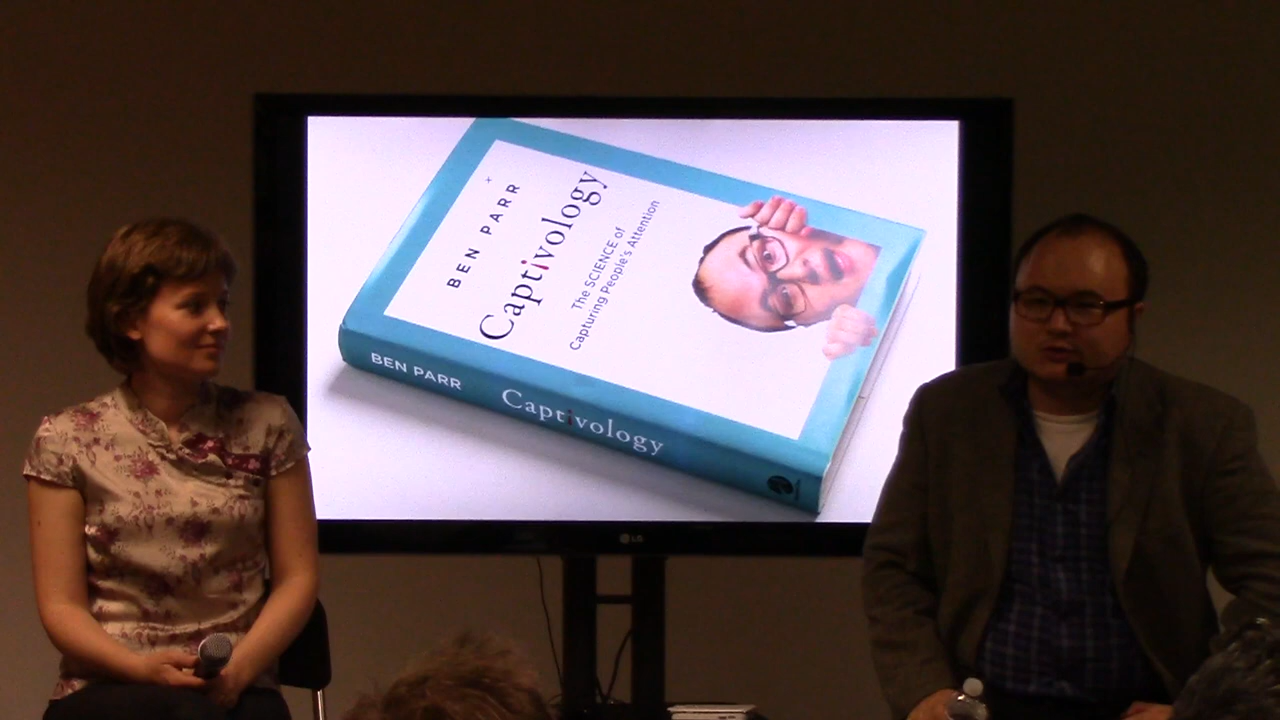 BEN PARR
Captivology
The SCIENCE of
Capturing People's Attention
BEN PARR
Captivology
LG